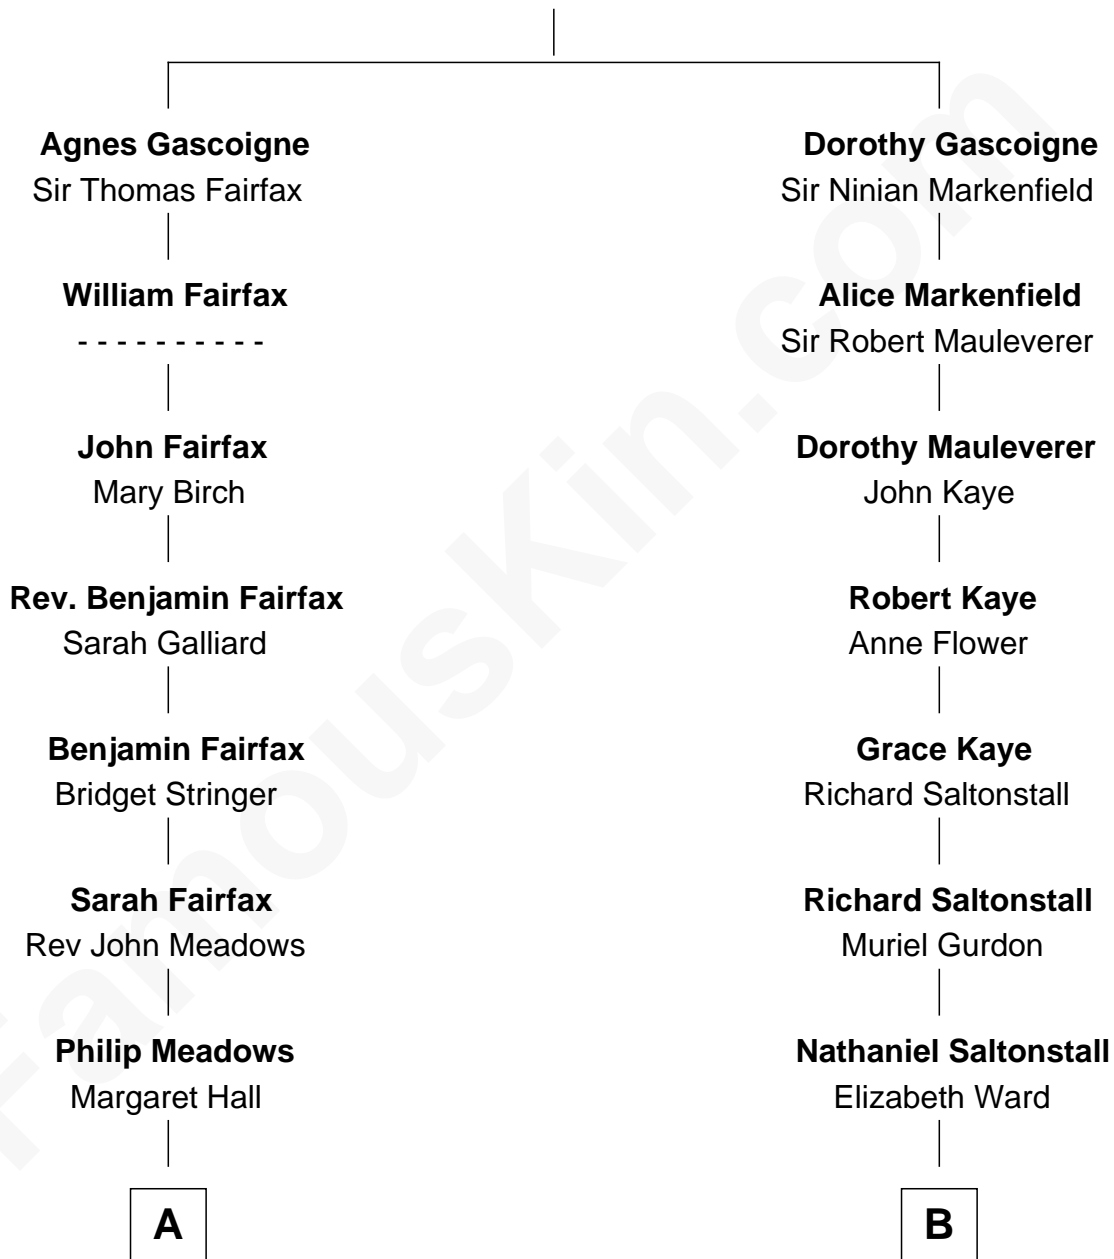 Agnes Gascoigne
Sir Thomas Fairfax
William Fairfax
- - - - - - - - - -
John Fairfax
Mary Birch
Rev. Benjamin Fairfax
Sarah Galliard
Benjamin Fairfax
Bridget Stringer
Sarah Fairfax
Rev John Meadows
Philip Meadows
Margaret Hall
A
Dorothy Gascoigne
Sir Ninian Markenfield
Alice Markenfield
Sir Robert Mauleverer
Dorothy Mauleverer
John Kaye
Robert Kaye
Anne Flower
Grace Kaye
Richard Saltonstall
Richard Saltonstall
Muriel Gurdon
Nathaniel Saltonstall
Elizabeth Ward
B
FamousKin.com